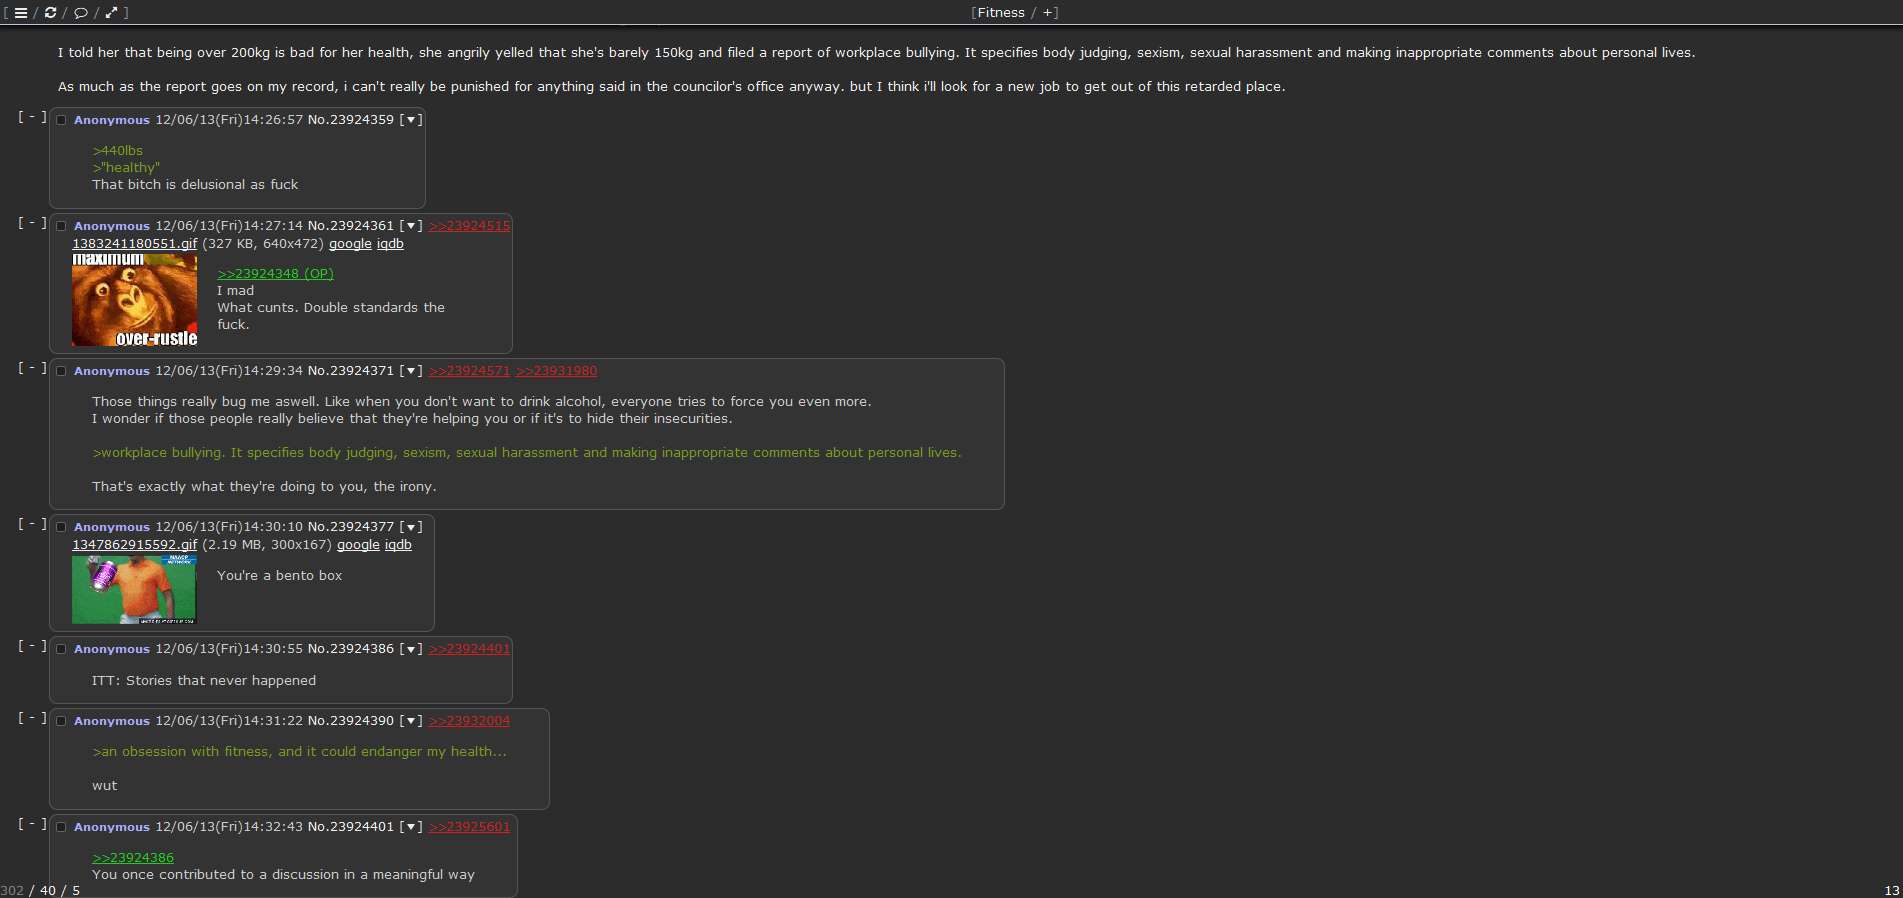 [ / / / ]
[Fitness / +]
I told her that being over 200kg is bad for her health, she angrily yelled that she's barely 150kg and filed a report of workplace bullying. It specifies body judging, sexism, sexual harassment and making inappropriate comments about personal lives.
As much as the report goes on my record, i can't really be punished for anything said in the councilor's office anyway. but I think i'll look for a new job to get out of this retarded place.
[ - ] Anonymous 12/06/13(Fri)14:26:57 No.23924359 [▼]
>440lbs
>"healthy"
That bitch is delusional as fuck
[ - ] Anonymous 12/06/13(Fri)14:27:14 No.23924361 [▼] >>23924515
1383241180551.gif (327 KB, 640x472) google iqdb
maximum
over-rustle
>>23924348 (OP)
I mad
What cunts. Double standards the
fuck.
[ - ] Anonymous 12/06/13(Fri)14:29:34 No.23924371 [▼] >>23924571 >>23931980
Those things really bug me aswell. Like when you don't want to drink alcohol, everyone tries to force you even more.
I wonder if those people really believe that they're helping you or if it's to hide their insecurities.
>workplace bullying. It specifies body judging, sexism, sexual harassment and making inappropriate comments about personal lives.
That's exactly what they're doing to you, the irony.
[ - ] Anonymous 12/06/13(Fri)14:30:10 No.23924377 [▼]
1347862915592.gif (2.19 MB, 300x167) google iqdb
NAACP
NETWORK
You're a bento box
[ - ] Anonymous 12/06/13(Fri)14:30:55 No.23924386 [▼] >>23924401
ITT: Stories that never happened
[ - ] Anonymous 12/06/13(Fri)14:31:22 No.23924390 [▼] >>23932004
>an obsession with fitness, and it could endanger my health...
wut
[ - ] Anonymous 12/06/13(Fri)14:32:43 No.23924401 [▼] >>23925601
>>23924386
You once contributed to a discussion in a meaningful way
302 / 40 / 5
13